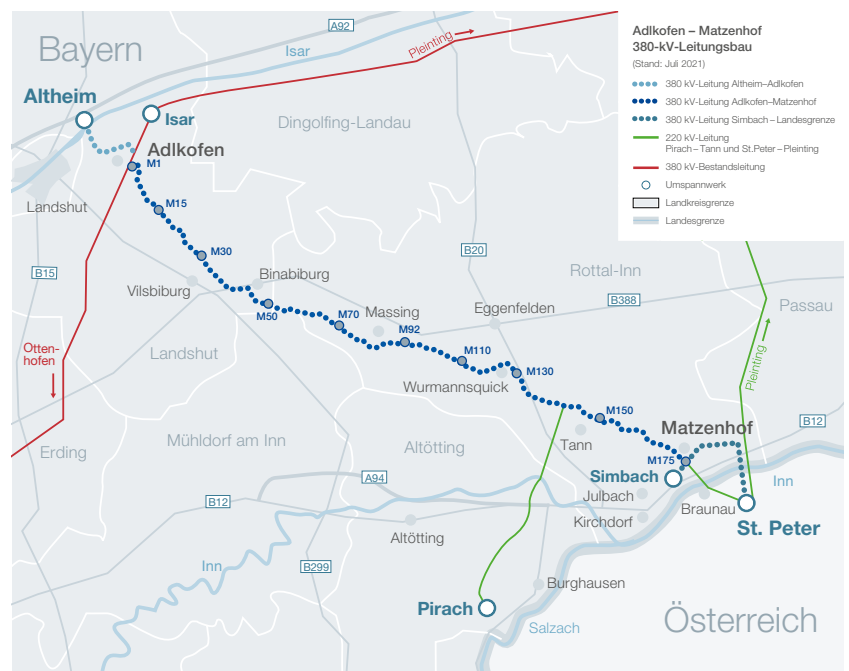 A92
Bayern
Isar
Pleinting
Altheim
Isar
Dingolfing-Landau
Adlkofen
M1
Landshut
M15
M30
B20
Rottal-Inn
B15
Vilsbiburg
Binabiburg
B388
Passau
M50
M70
Massing
Eggenfelden
M92
Otten-
hofen
Landshut
M110
M130
Wurmannsquick
Pleinting
M150
Matzenhof
B12
Mühldorf am Inn
Altötting
Tann
Erding
M175
Simbach
A94
Inn
Julbach
B12
Braunau
Kirchdorf
St. Peter
Altötting
Inn
B299
Burghausen
Pirach
Salzach
Österreich
Adlkofen – Matzenhof
380-kV-Leitungsbau
(Stand: Juli 2021)
380 kV-Leitung Altheim–Adlkofen
380 kV-Leitung Adlkofen–Matzenhof
380 kV-Leitung Simbach – Landesgrenze
220 kV-Leitung
Pirach – Tann und St.Peter – Pleinting
380 kV-Bestandsleitung
Umspannwerk
Landkreisgrenze
Landesgrenze